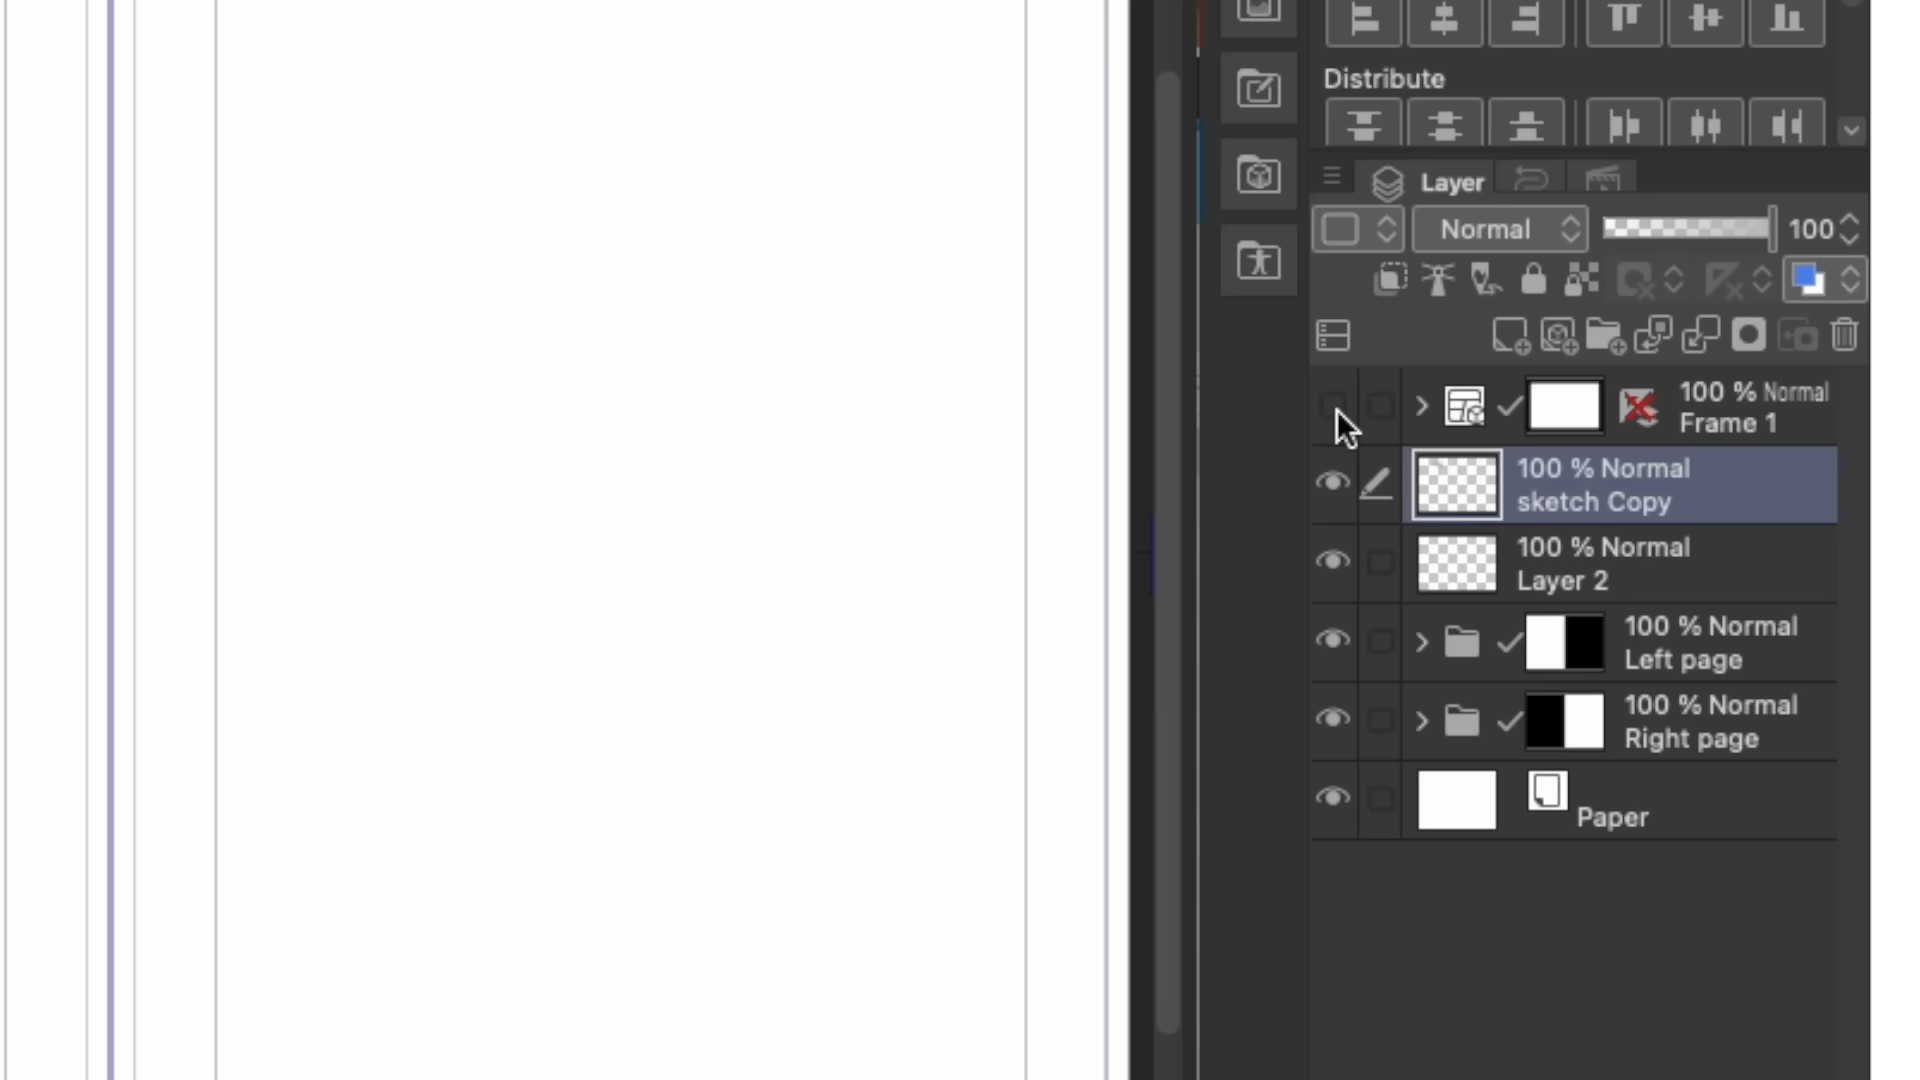 Distribute
Layer
Normal 100
100 % Normal
Frame 1
100 % Normal
sketch Copy
100 % Normal
Layer 2
100 % Normal
Left page
100 % Normal
Right page
Paper